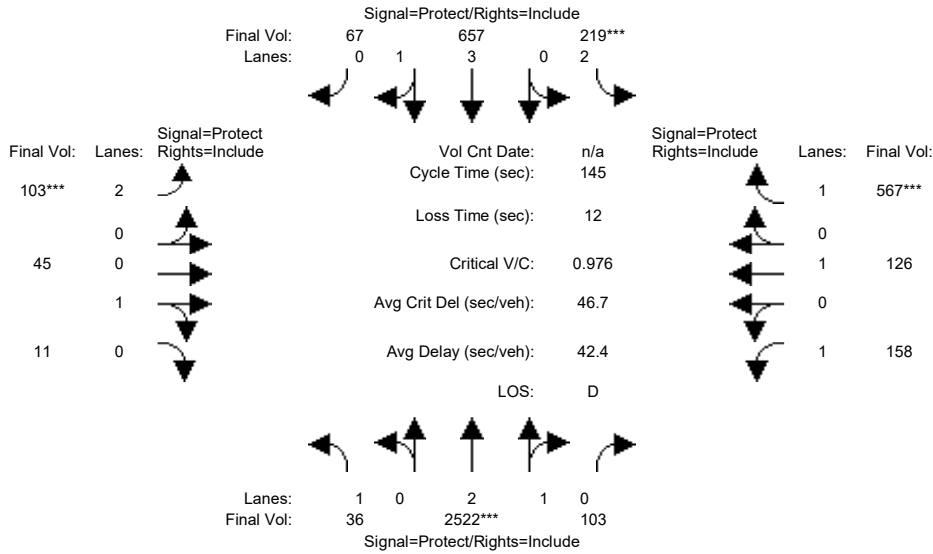 Signal=Protect/Rights=Include
Final Vol: 67 657 219***
Lanes: 0 1 3 0 2
Signal=Protect
Final Vol: Lanes: Rights=Include
Vol Cnt Date: n/a
Signal=Protect
Rights=Include Lanes: Final Vol:
Cycle Time (sec): 145
103*** 2
1 567***
Loss Time (sec): 12
0
0
45 0
Critical V/C: 0.976
1 126
1
Avg Crit Del (sec/veh): 46.7
0
11 0
Avg Delay (sec/veh): 42.4
1 158
LOS: D
Lanes: 1 0 2 1 0
Final Vol: 36 2522*** 103
Signal=Protect/Rights=Include